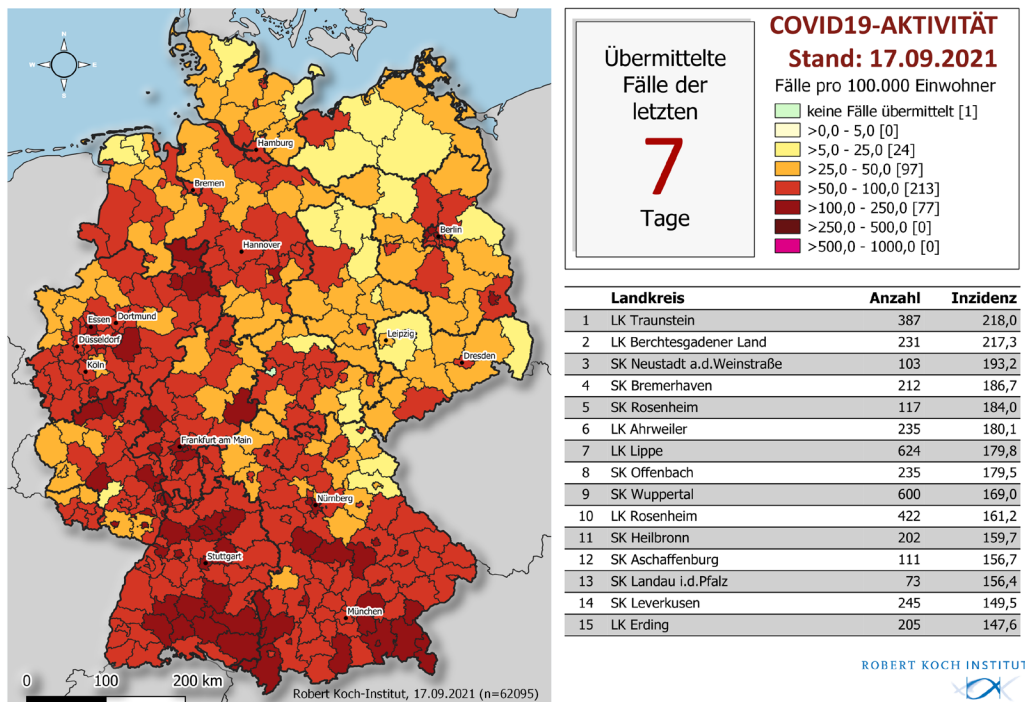 N
W
E
S
Hamburg
Bremen
Berlin
Hannover
Essen
Dortmund
Düsseldorf
Leipzig
Köln
Dresden
Frankfurt am Main
Nürnberg
Stuttgart
München
0 100 200 km
Robert Koch-Institut, 17.09.2021 (n=62095)
Übermittelte
Fälle der
letzten
7
Tage
COVID19-AKTIVITÄT
Stand: 17.09.2021
Fälle pro 100.000 Einwohner
keine Fälle übermittelt [1]
>0,0 - 5,0 [0]
>5,0 - 25,0 [24]
>25,0 - 50,0 [97]
>50,0 - 100,0 [213]
>100,0 - 250,0 [77]
>250,0 - 500,0 [0]
>500,0 - 1000,0 [0]
Landkreis Anzahl Inzidenz
1 LK Traunstein 387 218,0
2 LK Berchtesgadener Land 231 217,3
3 SK Neustadt a.d.Weinstraße 103 193,2
4 SK Bremerhaven 212 186,7
5 SK Rosenheim 117 184,0
6 LK Ahrweiler 235 180,1
7 LK Lippe 624 179,8
8 SK Offenbach 235 179,5
9 SK Wuppertal 600 169,0
10 LK Rosenheim 422 161,2
11 SK Heilbronn 202 159,7
12 SK Aschaffenburg 111 156,7
13 SK Landau i.d.Pfalz 73 156,4
14 SK Leverkusen 245 149,5
15 LK Erding 205 147,6
ROBERT KOCH INSTITUT